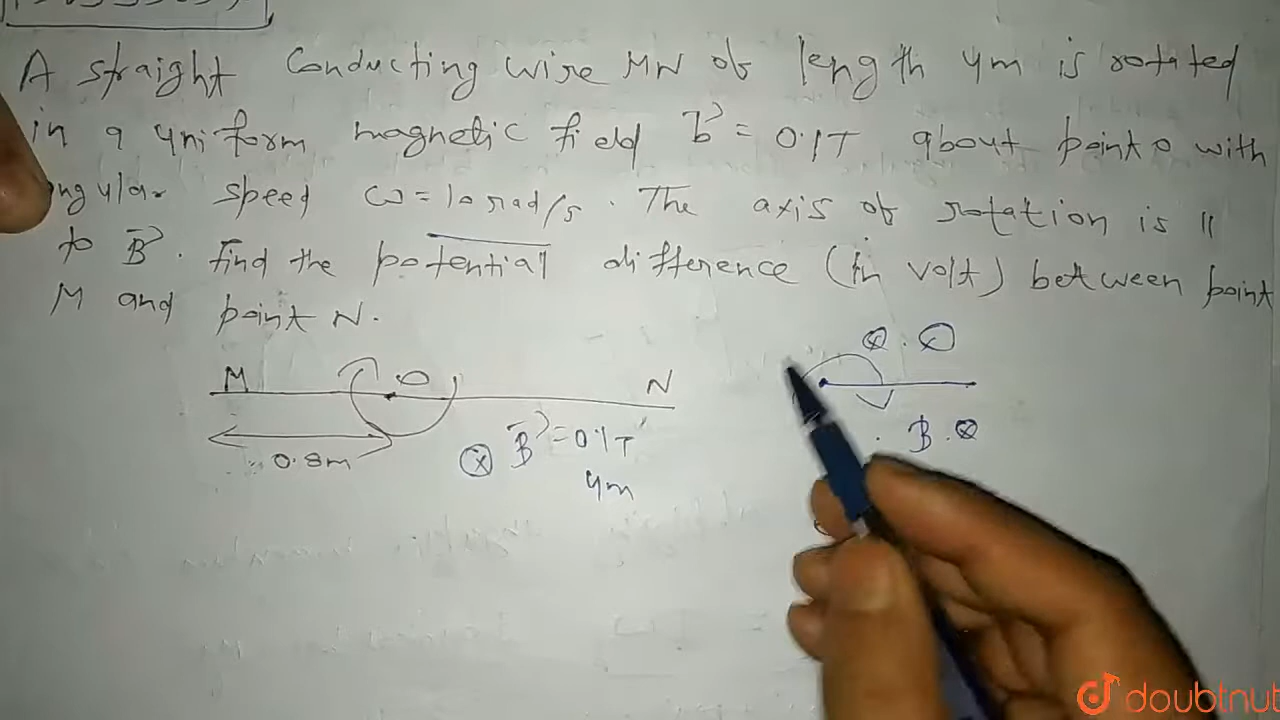 A straight Conducting wire MN of length 4m is rotated
in a uniform magnetic field B = 0.1T about point O with
angular speed ω=10 rad/s. The axis of rotation is ||
to B. Find the potential difference (in volt) between point
M and point N.
M O N
0.8m
B = 0.1T
4m
B
doubtnut